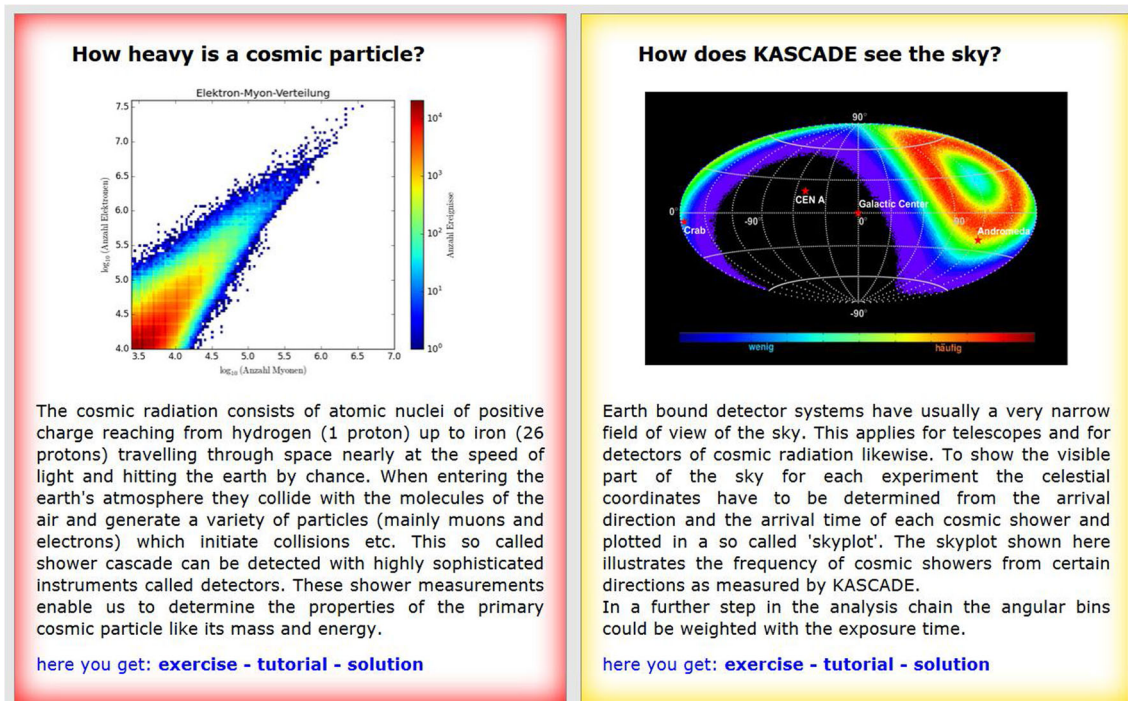 How heavy is a cosmic particle?
Elektron-Myon-Verteilung
7.5
7.0
6.5
6.0
5.5
5.0
4.5
4.0
log₁₀ (Anzahl Elektronen)
3.5 4.0 4.5 5.0 5.5 6.0 6.5 7.0
log₁₀ (Anzahl Myonen)
10⁴
10³
10²
10¹
10⁰
Anzahl Ereignisse
The cosmic radiation consists of atomic nuclei of positive
charge reaching from hydrogen (1 proton) up to iron (26
protons) travelling through space nearly at the speed of
light and hitting the earth by chance. When entering the
earth's atmosphere they collide with the molecules of the
air and generate a variety of particles (mainly muons and
electrons) which initiate collisions etc. This so called
shower cascade can be detected with highly sophisticated
instruments called detectors. These shower measurements
enable us to determine the properties of the primary
cosmic particle like its mass and energy.
here you get: exercise - tutorial - solution
How does KASCADE see the sky?
90°
CEN A
Galactic Center
0°
-90°
0°
90°
Crab
Andromeda
-90°
wenig häufig
Earth bound detector systems have usually a very narrow
field of view of the sky. This applies for telescopes and for
detectors of cosmic radiation likewise. To show the visible
part of the sky for each experiment the celestial
coordinates have to be determined from the arrival
direction and the arrival time of each cosmic shower and
plotted in a so called 'skyplot'. The skyplot shown here
illustrates the frequency of cosmic showers from certain
directions as measured by KASCADE.
In a further step in the analysis chain the angular bins
could be weighted with the exposure time.
here you get: exercise - tutorial - solution